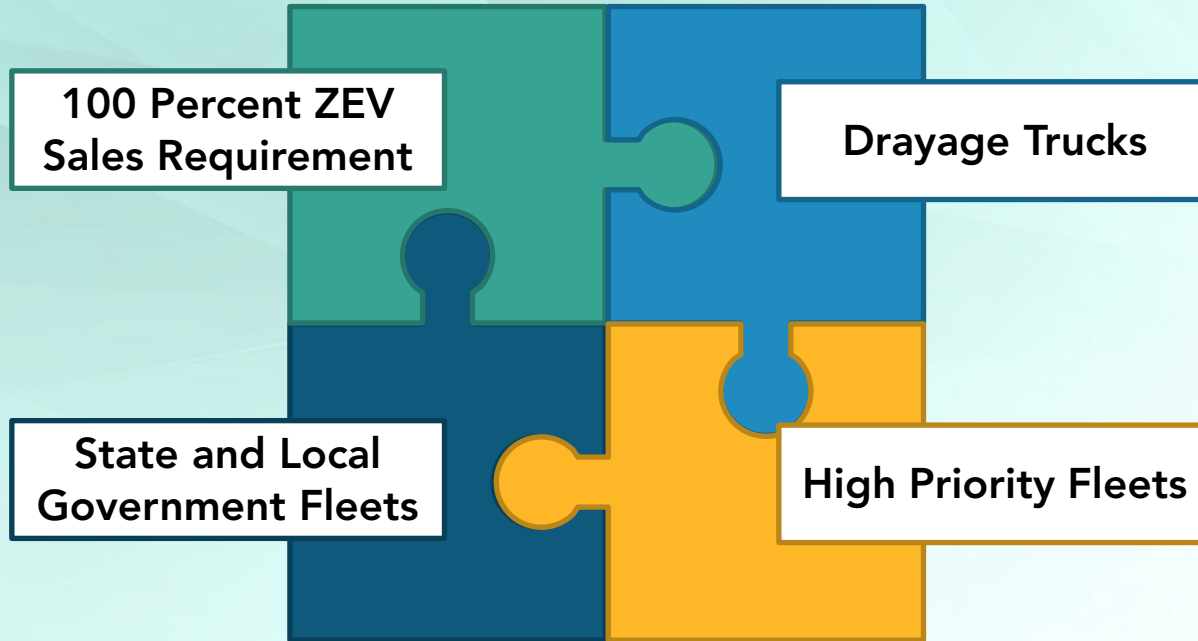 100 Percent ZEV
Sales Requirement
Drayage Trucks
State and Local
Government Fleets
High Priority Fleets